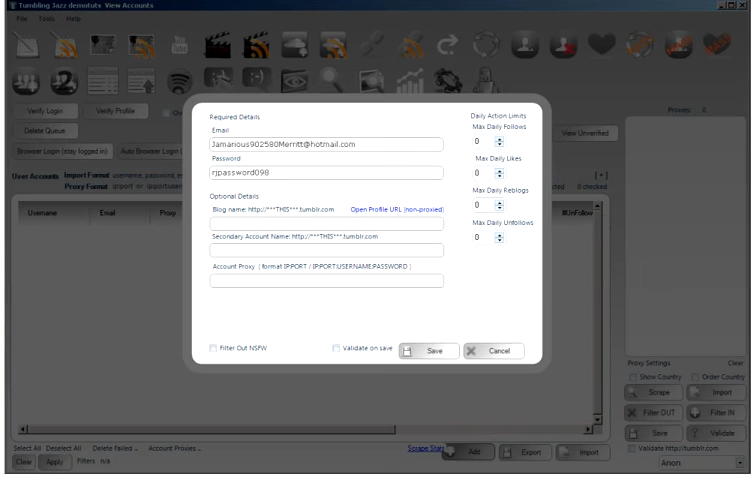 Tumbling Jazz demotuts View Accounts
File Tools Help
Verify Login Verify Profile
Delete Queue
View Unverified
Browser Login (stay logged in) Auto Browser Login (
User Accounts Import Format username, password, e
Proxy Format ip:port or
[ + ]
0 checked
Username Email Proxy #UnFollow
Proxies: 2
Required Details
Email
Jamarious902580Merritt@hotmail.com
Password
rjpassword098
Optional Details
Blog name: http://***THIS***.tumblr.com Open Profile URL (non-proxied)
Secondary Account Name: http://***THIS***.tumblr.com
Account Proxy ( format IP:PORT / IP:PORT:USERNAME:PASSWORD )
Filter Out NSFW Validate on save Save Cancel
Daily Action Limits
Max Daily Follows
0
Max Daily Likes
0
Max Daily Reblogs
0
Max Daily Unfollows
0
Proxy Settings Clear
Show Country Order Country
Scrape Import
Filter OUT Filter IN
Save Validate
Validate http://tumblr.com
Anon
Select All Deselect All Delete Failed .. Account Proxies ..
Scrape Stats Add Export Import
Clear Apply Filters n/a